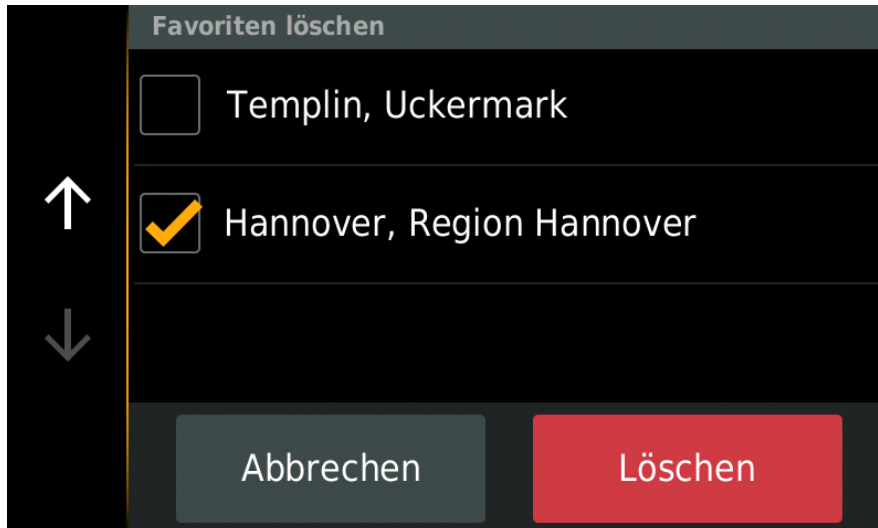 Favoriten löschen
Templin, Uckermark
Hannover, Region Hannover
Abbrechen
Löschen